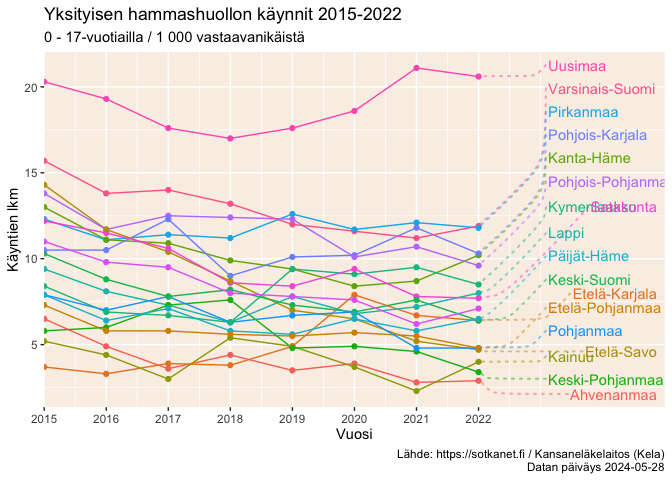 Yksityisen hammashuollon käynnit 2015-2022
0 - 17-vuotiailla / 1 000 vastaavanikäistä
Käyntien lkm
20
15
10
5
Uusimaa
Varsinais-Suomi
Pirkanmaa
Pohjois-Karjala
Kanta-Häme
Pohjois-Pohjanma
Kymenlaakso
Satakunta
Lappi
Päijät-Häme
Keski-Suomi
Etelä-Karjala
Etelä-Pohjanmaa
Pohjanmaa
Etelä-Savo
Kainuu
Keski-Pohjanmaa
Ahvenanmaa
2015 2016 2017 2018 2019 2020 2021 2022
Vuosi
Lähde: https://sotkanet.fi / Kansaneläkelaitos (Kela)
Datan päiväys 2024-05-28